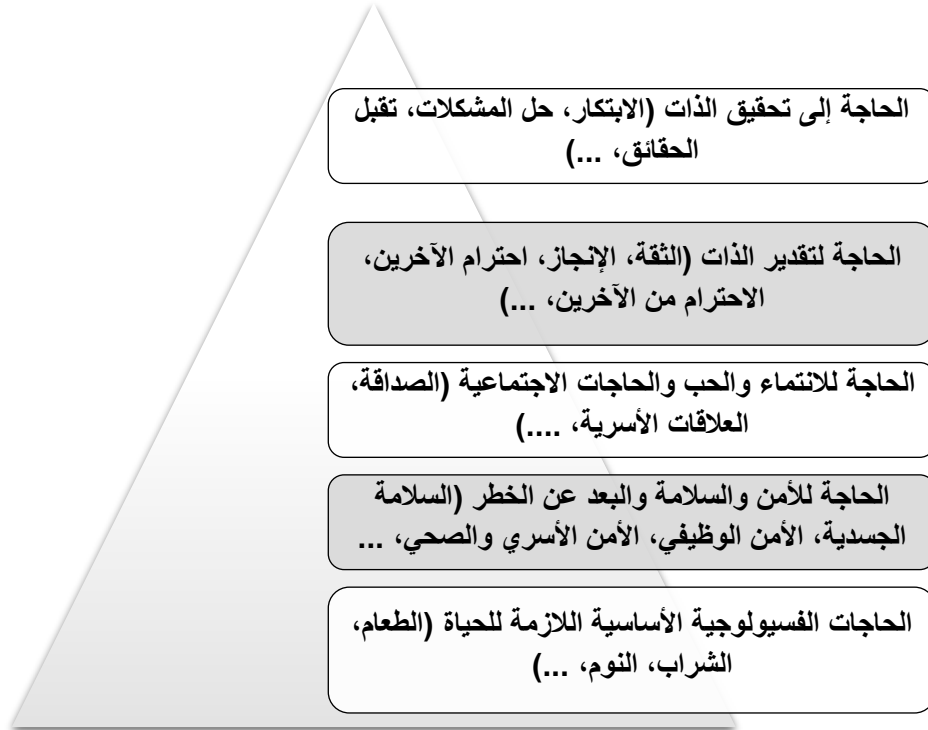 الحاجة إلى تحقيق الذات (الابتكار، حل المشكلات، تقبل
الحقائق، ...)
الحاجة لتقدير الذات (الثقة، الإنجاز، احترام الآخرين،
الاحترام من الآخرين، ...)
الحاجة للانتماء والحب والحاجات الاجتماعية (الصداقة،
العلاقات الأسرية، ....)
الحاجة للأمن والسلامة والبعد عن الخطر (السلامة
الجسدية، الأمن الوظيفي، الأمن الأسري والصحي، ...
الحاجات الفسيولوجية الأساسية اللازمة للحياة (الطعام،
الشراب، النوم، ...)